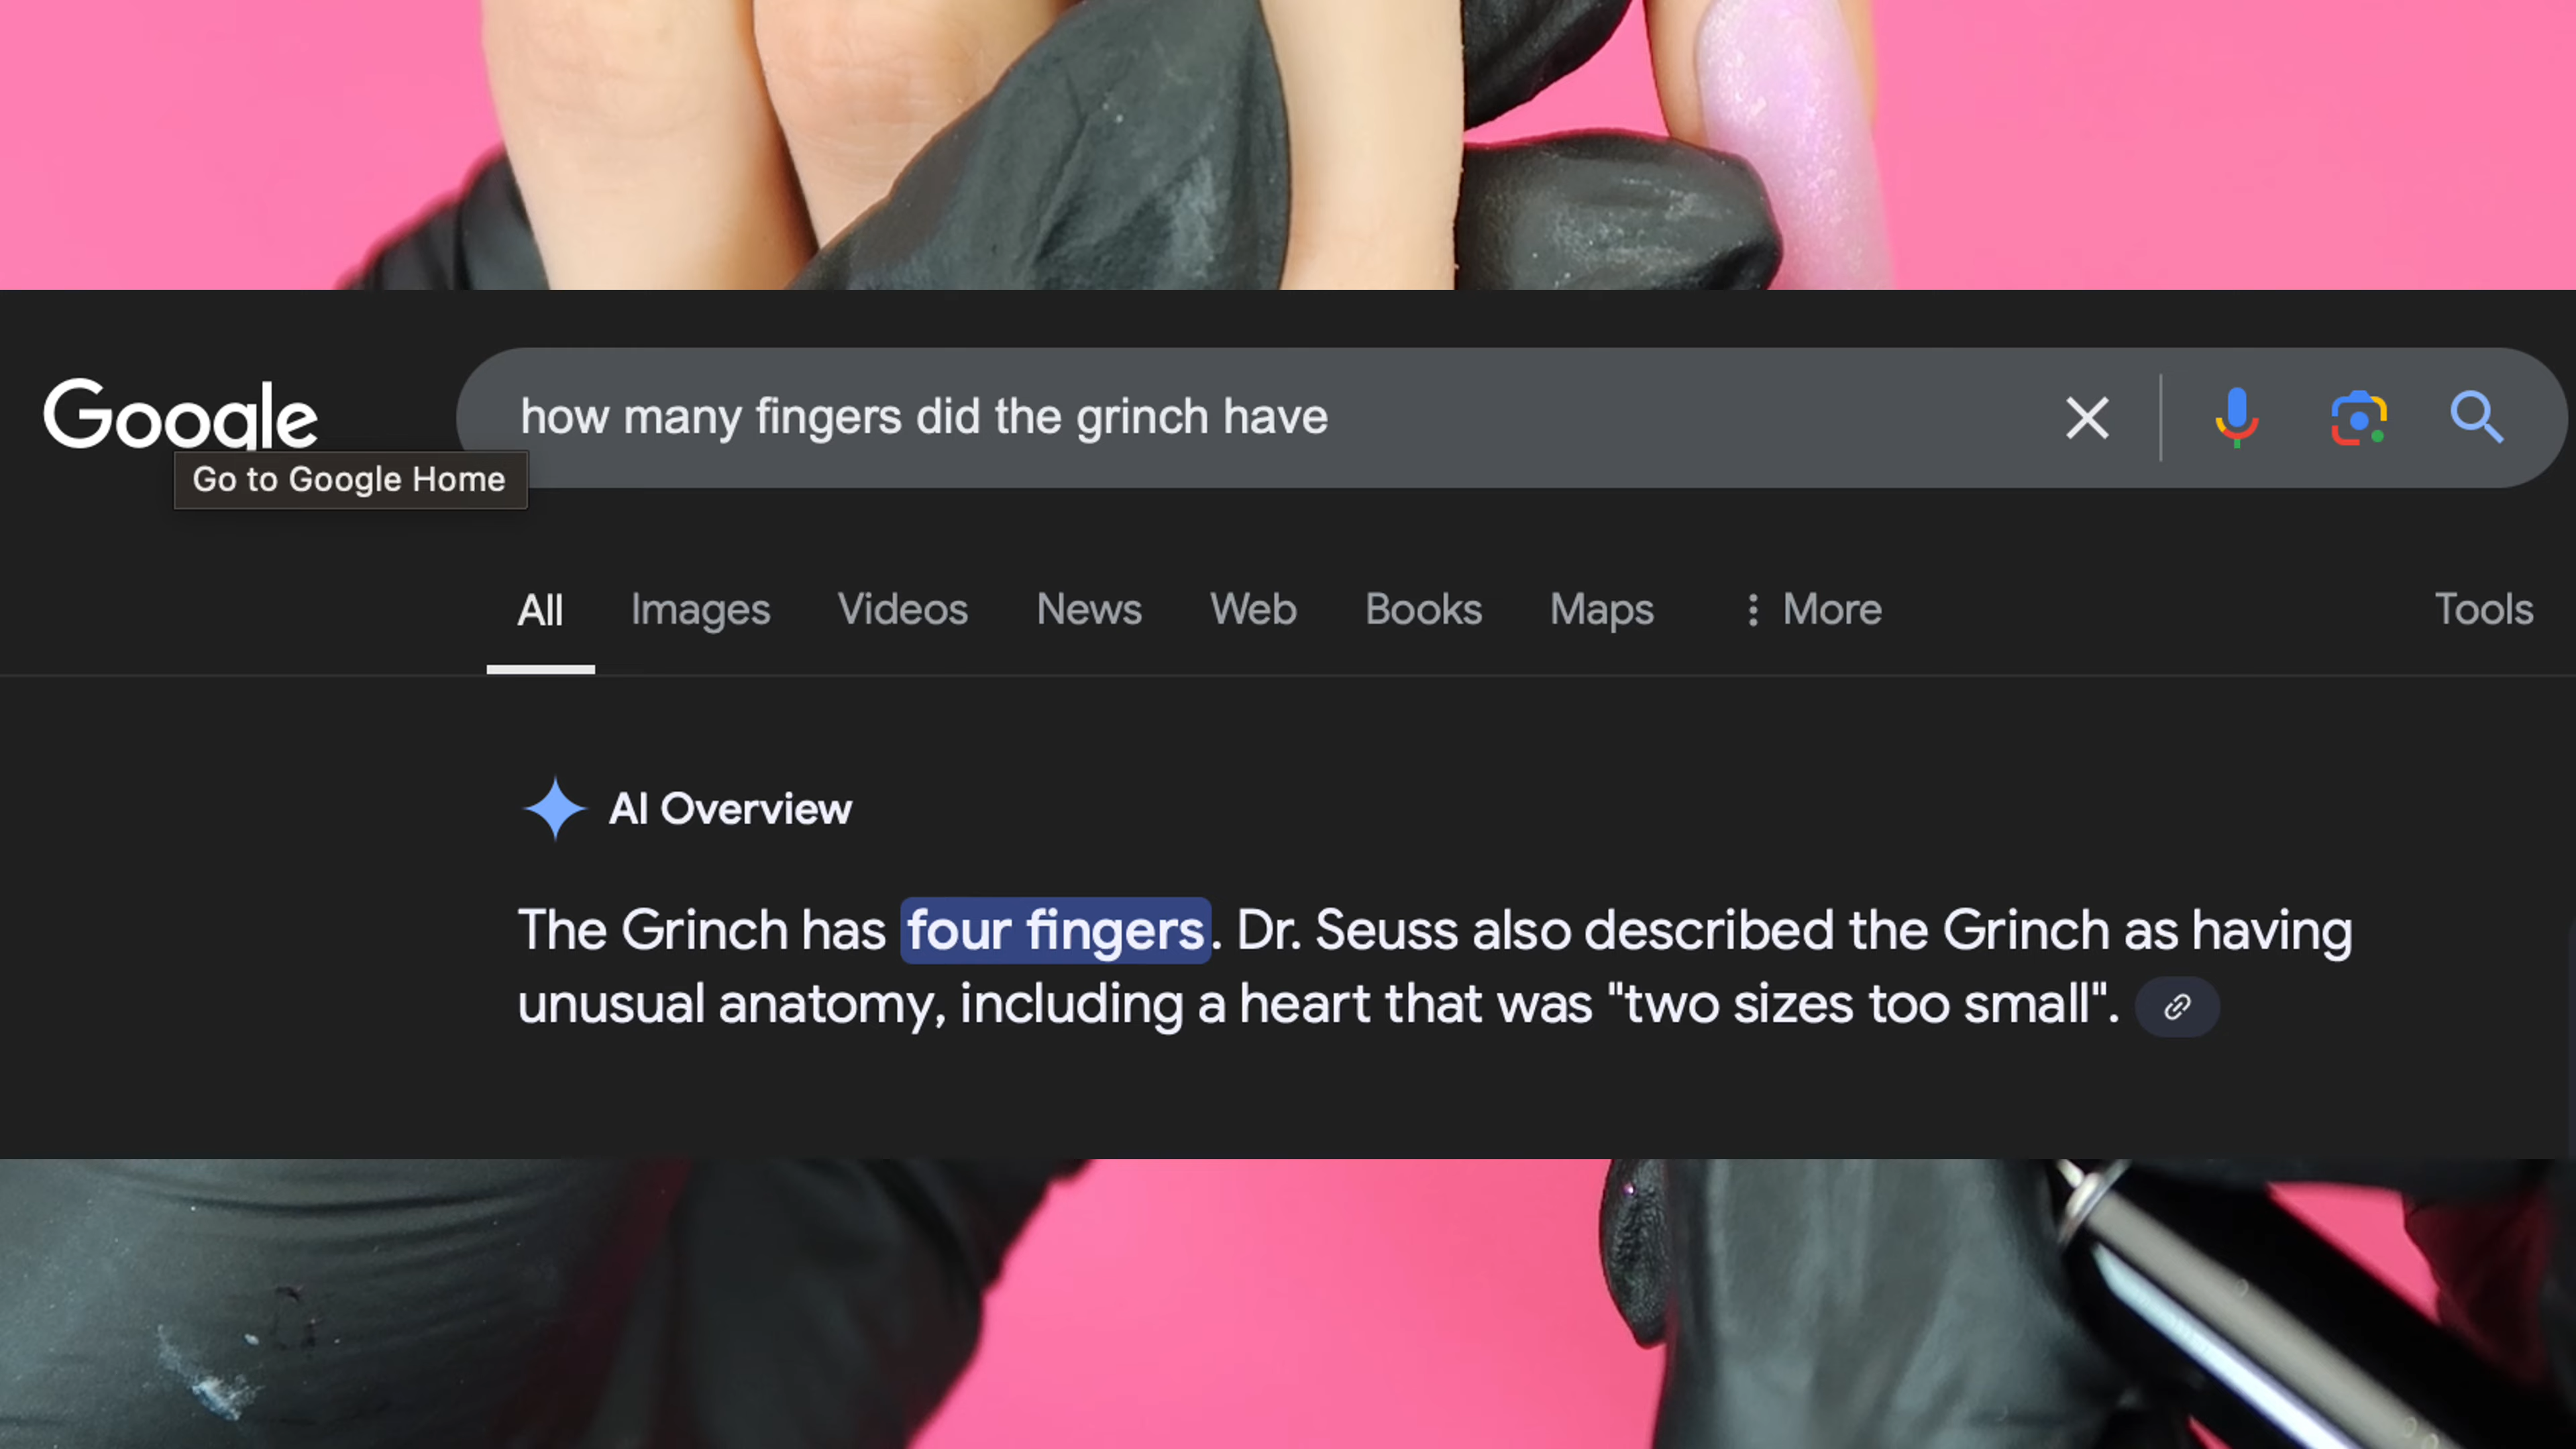 Google
how many fingers did the grinch have
Go to Google Home
All Images Videos News Web Books Maps More Tools
AI Overview
The Grinch has four fingers. Dr. Seuss also described the Grinch as having
unusual anatomy, including a heart that was "two sizes too small".